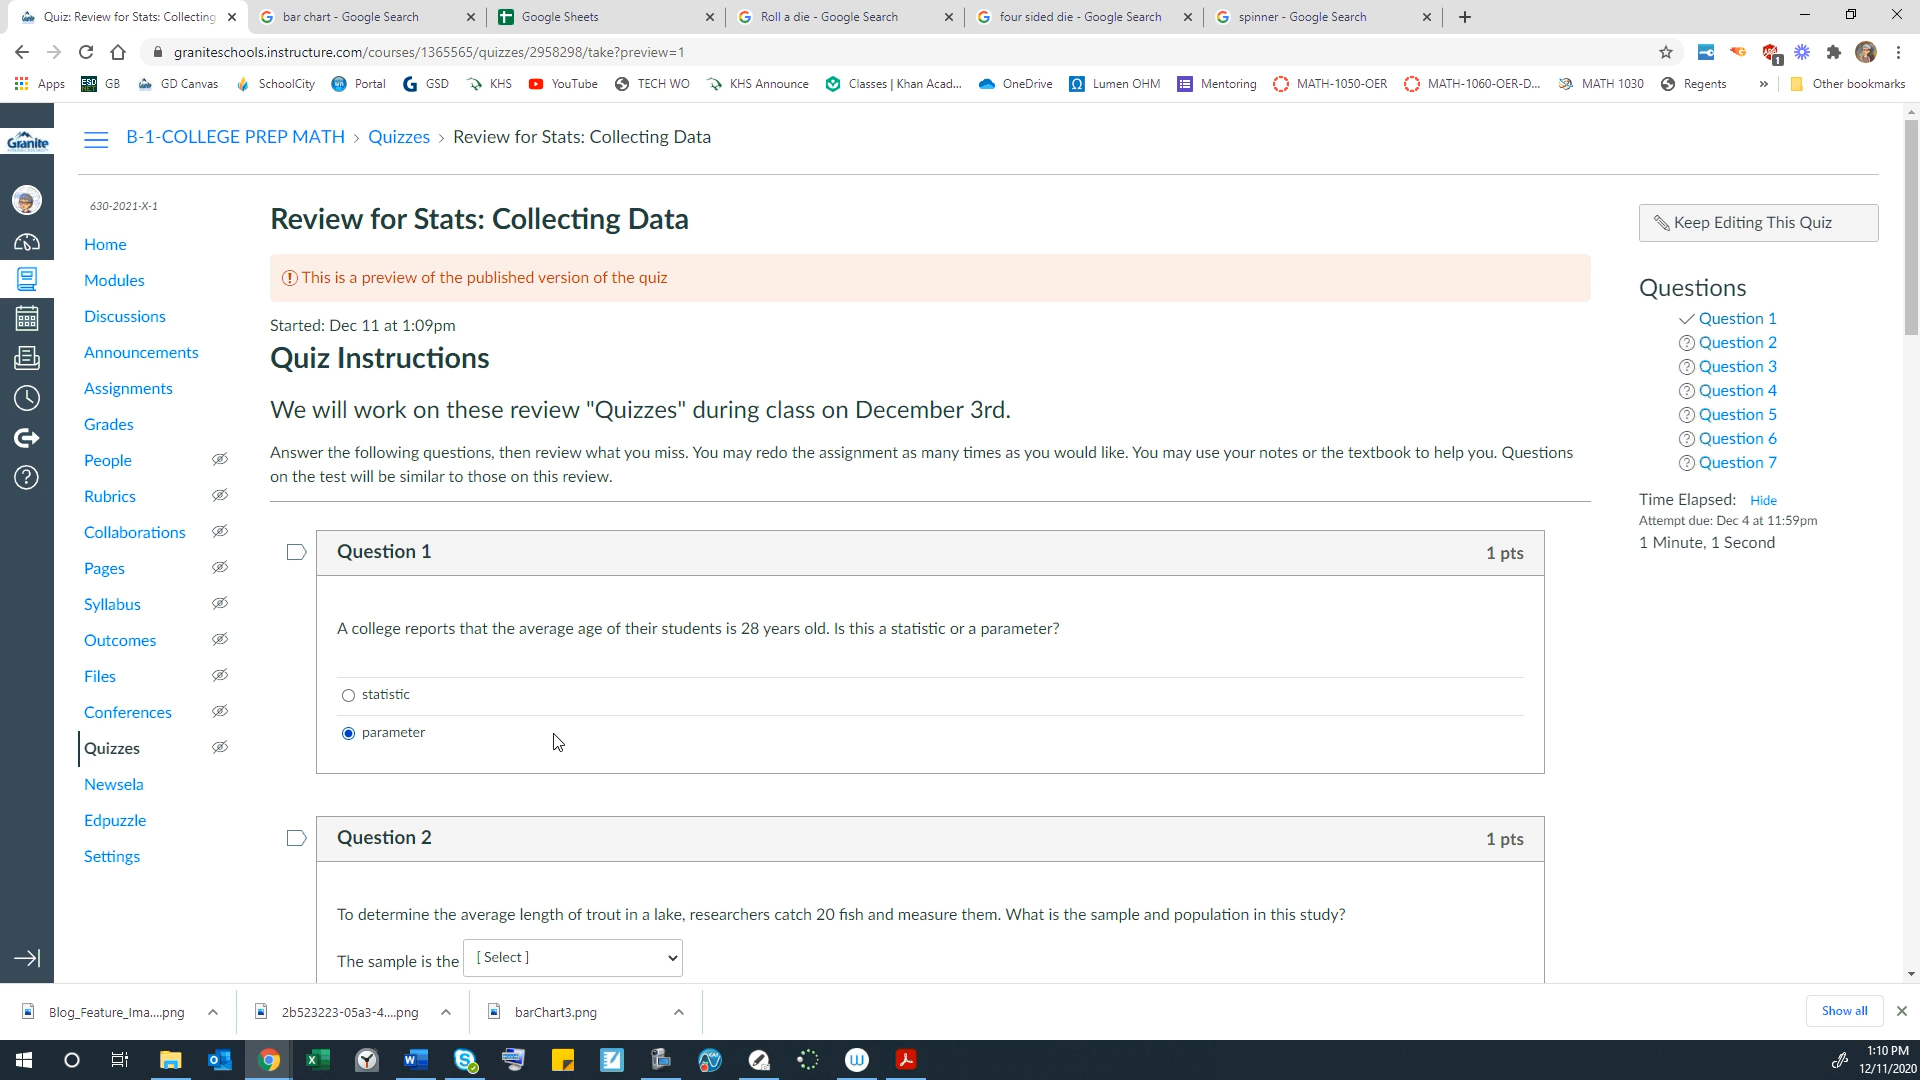 Quiz: Review for Stats: Collecting
bar chart - Google Search
Google Sheets
Roll a die - Google Search
four sided die - Google Search
spinner - Google Search
graniteschools.instructure.com/courses/1365565/quizzes/2958298/take?preview=1
Apps
GB
GD Canvas
SchoolCity
Portal
GSD
KHS
YouTube
TECH WO
KHS Announce
Classes | Khan Acad...
OneDrive
Lumen OHM
Mentoring
MATH-1050-OER
MATH-1060-OER-D...
MATH 1030
Regents
Other bookmarks
Granite
B-1-COLLEGE PREP MATH > Quizzes > Review for Stats: Collecting Data
630-2021-X-1
Home
Modules
Discussions
Announcements
Assignments
Grades
People
Rubrics
Collaborations
Pages
Syllabus
Outcomes
Files
Conferences
Quizzes
Newsela
Edpuzzle
Settings
Review for Stats: Collecting Data
This is a preview of the published version of the quiz
Started: Dec 11 at 1:09pm
Quiz Instructions
We will work on these review "Quizzes" during class on December 3rd.
Answer the following questions, then review what you miss. You may redo the assignment as many times as you would like. You may use your notes or the textbook to help you. Questions
on the test will be similar to those on this review.
Question 1
1 pts
A college reports that the average age of their students is 28 years old. Is this a statistic or a parameter?
statistic
parameter
Question 2
1 pts
To determine the average length of trout in a lake, researchers catch 20 fish and measure them. What is the sample and population in this study?
The sample is the [ Select ]
Keep Editing This Quiz
Questions
Question 1
Question 2
Question 3
Question 4
Question 5
Question 6
Question 7
Time Elapsed: Hide
Attempt due: Dec 4 at 11:59pm
1 Minute, 1 Second
Blog_Feature_Ima....png
2b523223-05a3-4....png
barChart3.png
Show all
1:10 PM
12/11/2020